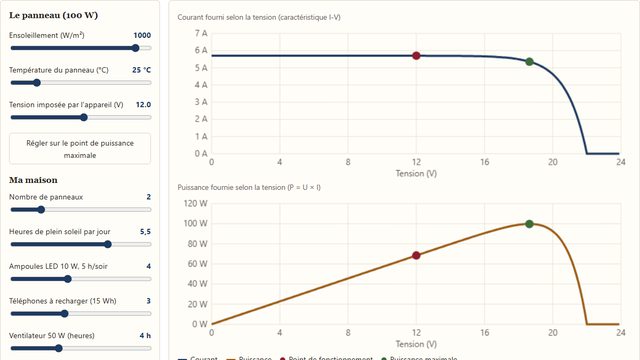 Le panneau (100 W)
Ensoleillement (W/m²) 1000
Température du panneau (°C) 25 °C
Tension imposée par l'appareil (V) 12.0
Régler sur le point de puissance
maximale
Ma maison
Nombre de panneaux 2
Heures de plein soleil par jour 5,5
Ampoules LED 10 W, 5 h/soir 4
Téléphones à recharger (15 Wh) 3
Ventilateur 50 W (heures) 4 h
Courant fourni selon la tension (caractéristique I-V)
7 A
6 A
5 A
4 A
3 A
2 A
1 A
0 A
0 4 8 12 16 20 24
Tension (V)
Puissance fournie selon la tension (P = U × I)
120 W
100 W
80 W
60 W
40 W
20 W
0 W
0 4 8 12 16 20 24
Tension (V)
Courant Puissance Point de fonctionnement Puissance maximale